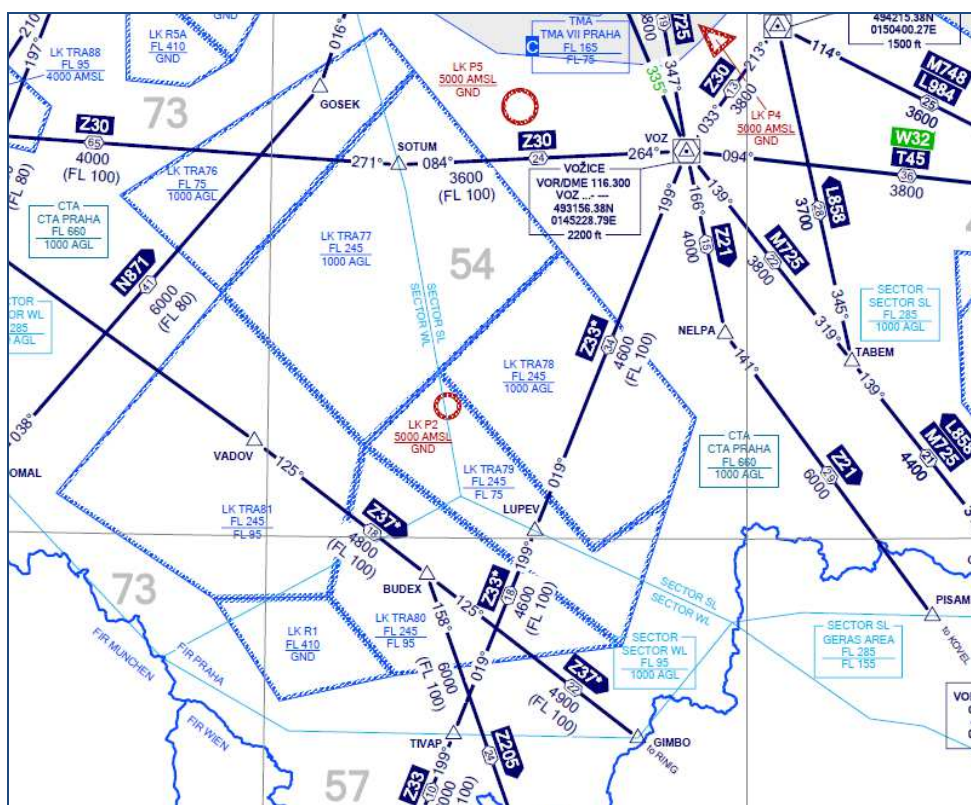 210°
197°
LK TRA88
FL 95
4000 AMSL
LK R5A
FL 410
GND
016°
GOSEK
73
LK P5
5000 AMSL
GND
TMA
TMA VII PRAHA
FL 165
FL 75
C
19
3800
M725
335°
347°
Z30
13
3800
213°
033°
LK P4
5000 AMSL
GND
494215.38N
0150400.27E
1500 ft
114°
M748
L984
25
3600
W32
T45
36
3800
Z30
65
4000
(FL 100)
(FL 80)
271°
SOTUM
084°
Z30
24
3600
(FL 100)
264°
VOZ
094°
VOŽICE
VOR/DME 116.300
VOZ ...- ---
493156.38N
0145228.79E
2200 ft
199°
166°
139°
4000
15
Z21
M725
22
3800
3700
28
L858
345°
319°
TABEM
139°
LK TRA76
FL 75
1000 AGL
CTA
CTA PRAHA
FL 660
1000 AGL
LK TRA77
FL 245
1000 AGL
54
N871
41
6000
(FL 80)
SECTOR SL
SECTOR WL
SECTOR
SECTOR SL
FL 285
1000 AGL
Z33*
34
4600
(FL 100)
NELPA
141°
LK TRA78
FL 245
1000 AGL
LK P2
5000 AMSL
GND
038°
OMAL
VADOV
125°
CTA
CTA PRAHA
FL 660
1000 AGL
L858
M725
21
4400
Z21
29
6000
LK TRA79
FL 245
FL 75
019°
LUPEV
199°
LK TRA81
FL 245
FL 95
Z37*
18
4800
(FL 100)
73
BUDEX
125°
158°
Z33*
18
4600
(FL 100)
SECTOR SL
SECTOR WL
PISAM
to KOVEL
LK R1
FL 410
GND
LK TRA80
FL 245
FL 95
SECTOR
SECTOR WL
FL 95
1000 AGL
SECTOR SL
GERAS AREA
FL 285
FL 155
FIR MUNCHEN
FIR PRAHA
FIR WIEN
6000
(FL 100)
019°
Z37*
22
4900
(FL 100)
TIVAP
199°
GIMBO
to RINIG
Z205
24
Z33
10
57